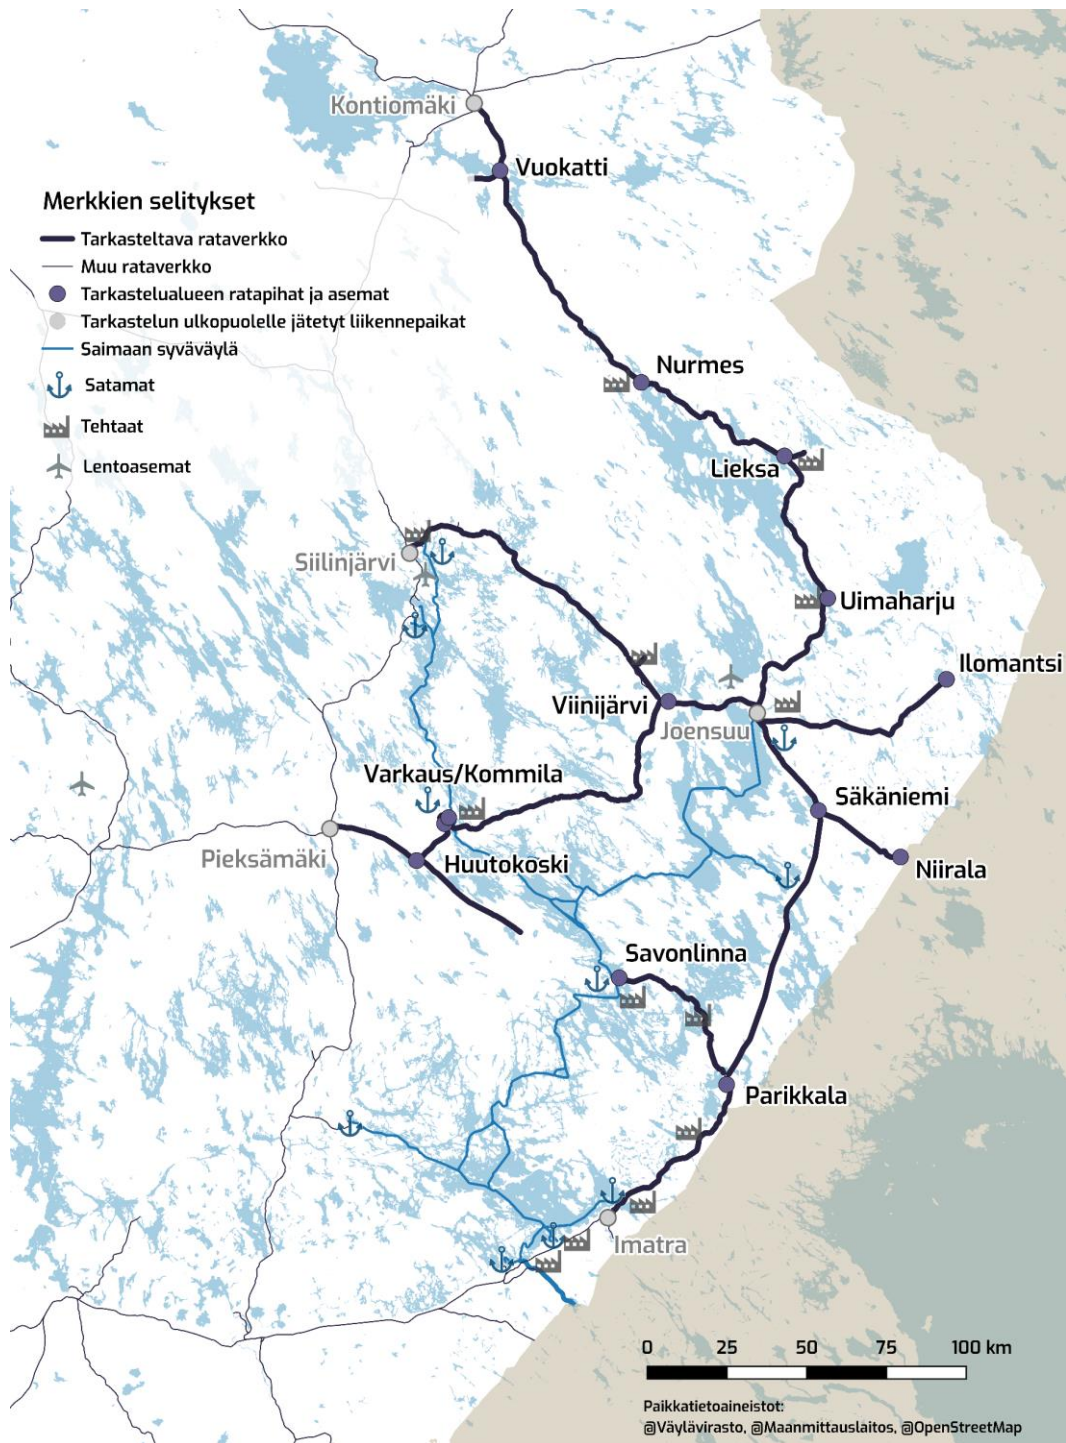 Kontiomäki
Vuokatti
Merkkien selitykset
Tarkasteltava rataverkko
Muu rataverkko
Tarkastelualueen ratapihat ja asemat
Tarkastelun ulkopuolelle jätetyt liikennepaikat
Saimaan syväväylä
Satamat
Tehtaat
Lentoasemat
Nurmes
Lieksa
Siilinjärvi
Uimaharju
Ilomantsi
Viinijärvi
Joensuu
Varkaus/Kommila
Säkäniemi
Pieksämäki
Huutokoski
Niirala
Savonlinna
Parikkala
Imatra
0 25 50 75 100 km
Paikkatietoaineistot:
@Väylävirasto, @Maanmittauslaitos, @OpenStreetMap